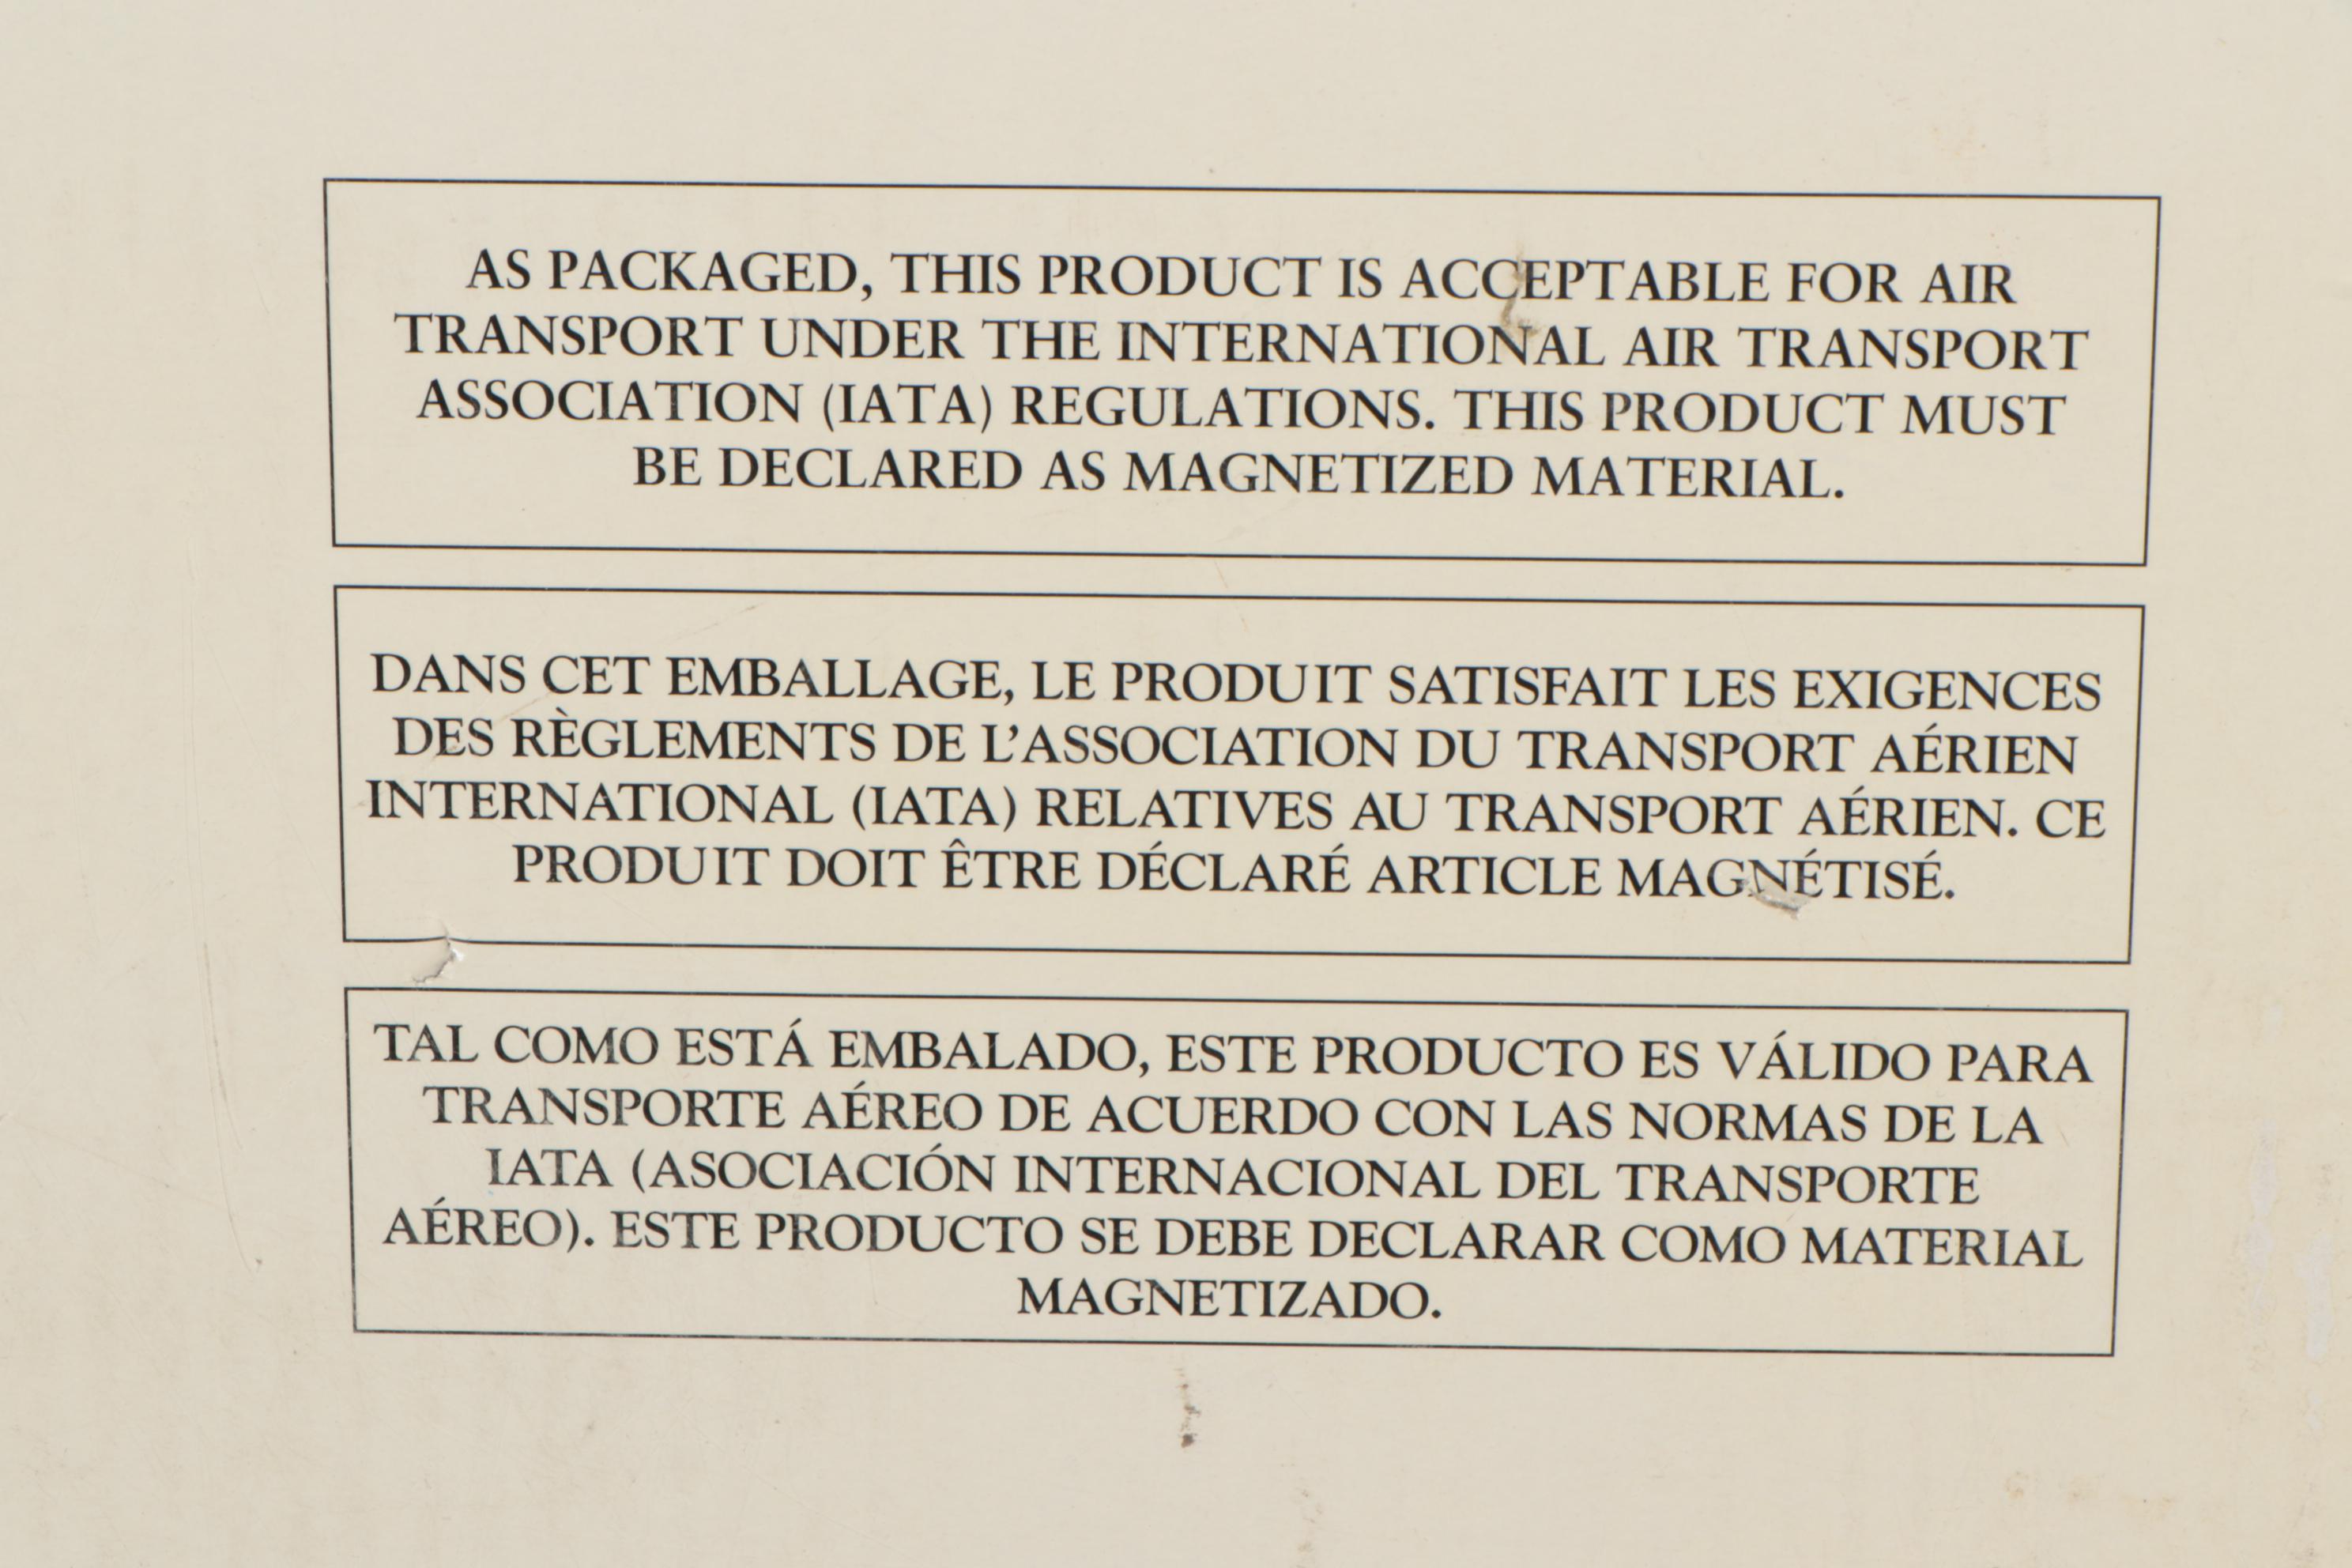 AS PACKAGED, THIS PRODUCT IS ACCEPTABLE FOR AIR
TRANSPORT UNDER THE INTERNATIONAL AIR TRANSPORT
ASSOCIATION (IATA) REGULATIONS. THIS PRODUCT MUST
BE DECLARED AS MAGNETIZED MATERIAL.
DANS CET EMBALLAGE, LE PRODUIT SATISFAIT LES EXIGENCES
DES RÈGLEMENTS DE L’ASSOCIATION DU TRANSPORT AÉRIEN
INTERNATIONAL (IATA) RELATIVES AU TRANSPORT AÉRIEN. CE
PRODUIT DOIT ÊTRE DÉCLARÉ ARTICLE MAGNÉTISÉ.
TAL COMO ESTÁ EMBALADO, ESTE PRODUCTO ES VÁLIDO PARA
TRANSPORTE AÉREO DE ACUERDO CON LAS NORMAS DE LA
IATA (ASOCIACIÓN INTERNACIONAL DEL TRANSPORTE
AÉREO). ESTE PRODUCTO SE DEBE DECLARAR COMO MATERIAL
MAGNETIZADO.